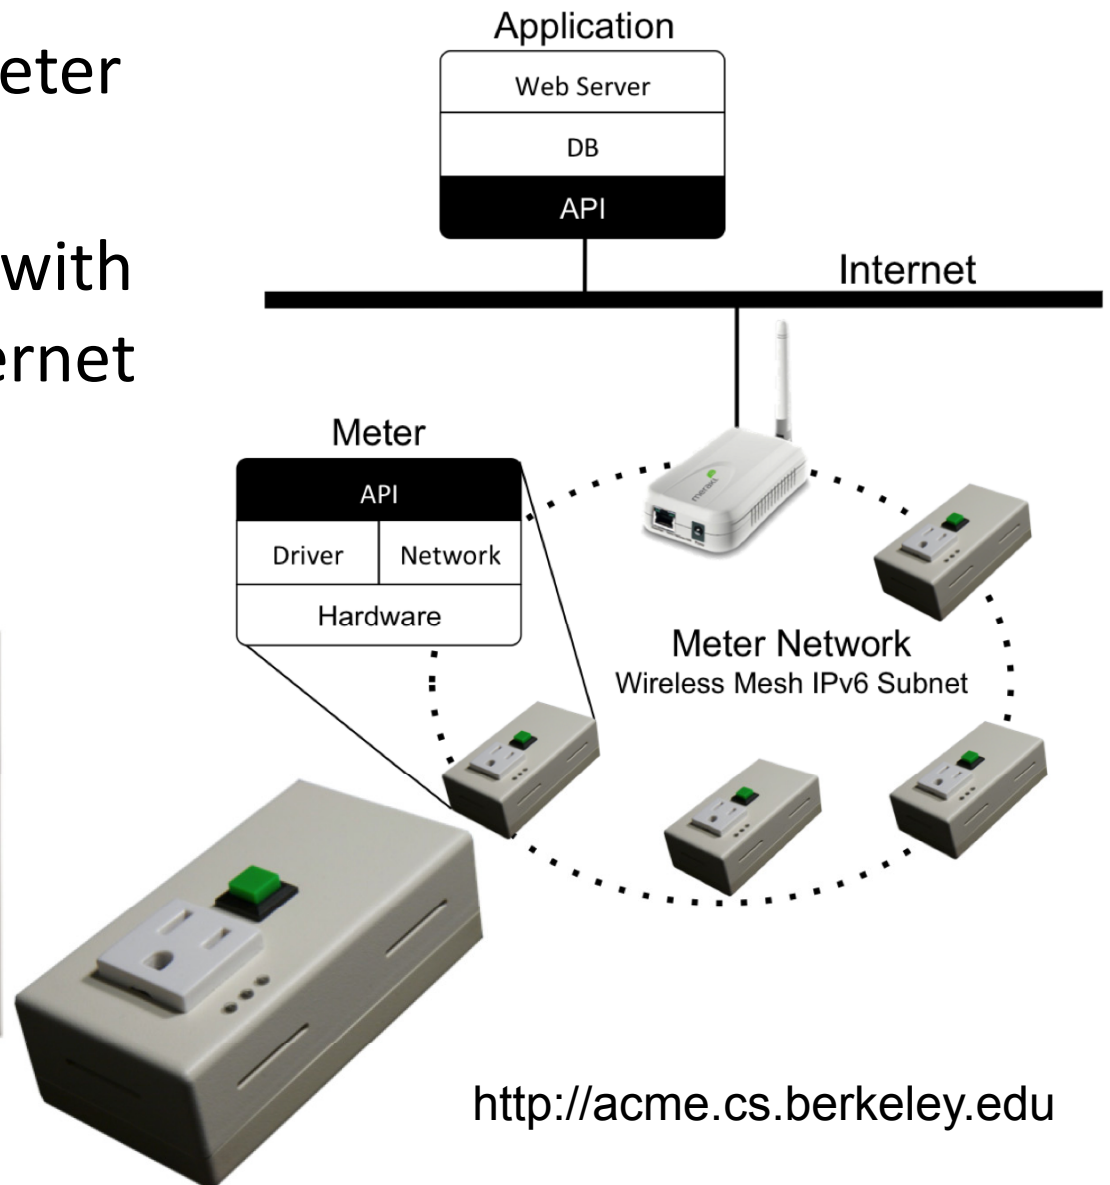 Application
eter
Web Server
DB
API
with
Internet
ernet
Meter
API
Driver Network
Hardware
meraki
Meter Network
Wireless Mesh IPv6 Subnet
http://acme.cs.berkeley.edu